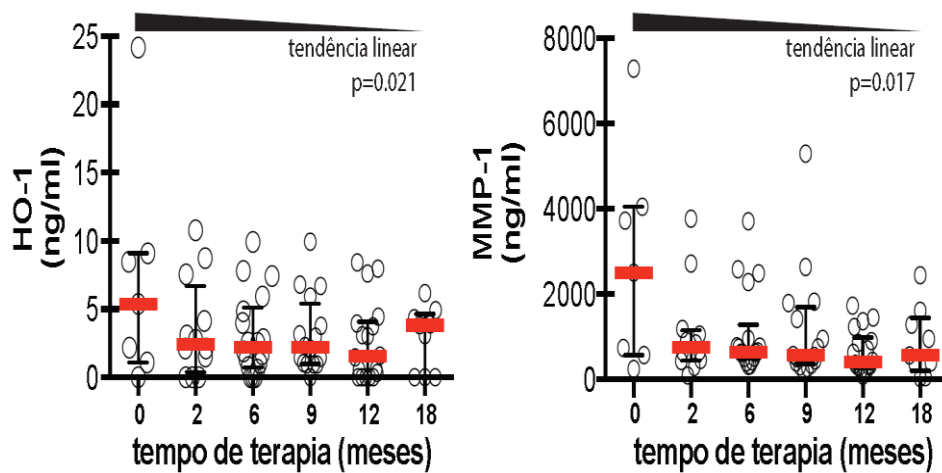 tendência linear
p=0.021
HO-1
(ng/ml)
25
20
15
10
5
0
0 2 6 9 12 18
tempo de terapia (meses)
tendência linear
p=0.017
MMP-1
(ng/ml)
8000
6000
4000
2000
0
0 2 6 9 12 18
tempo de terapia (meses)